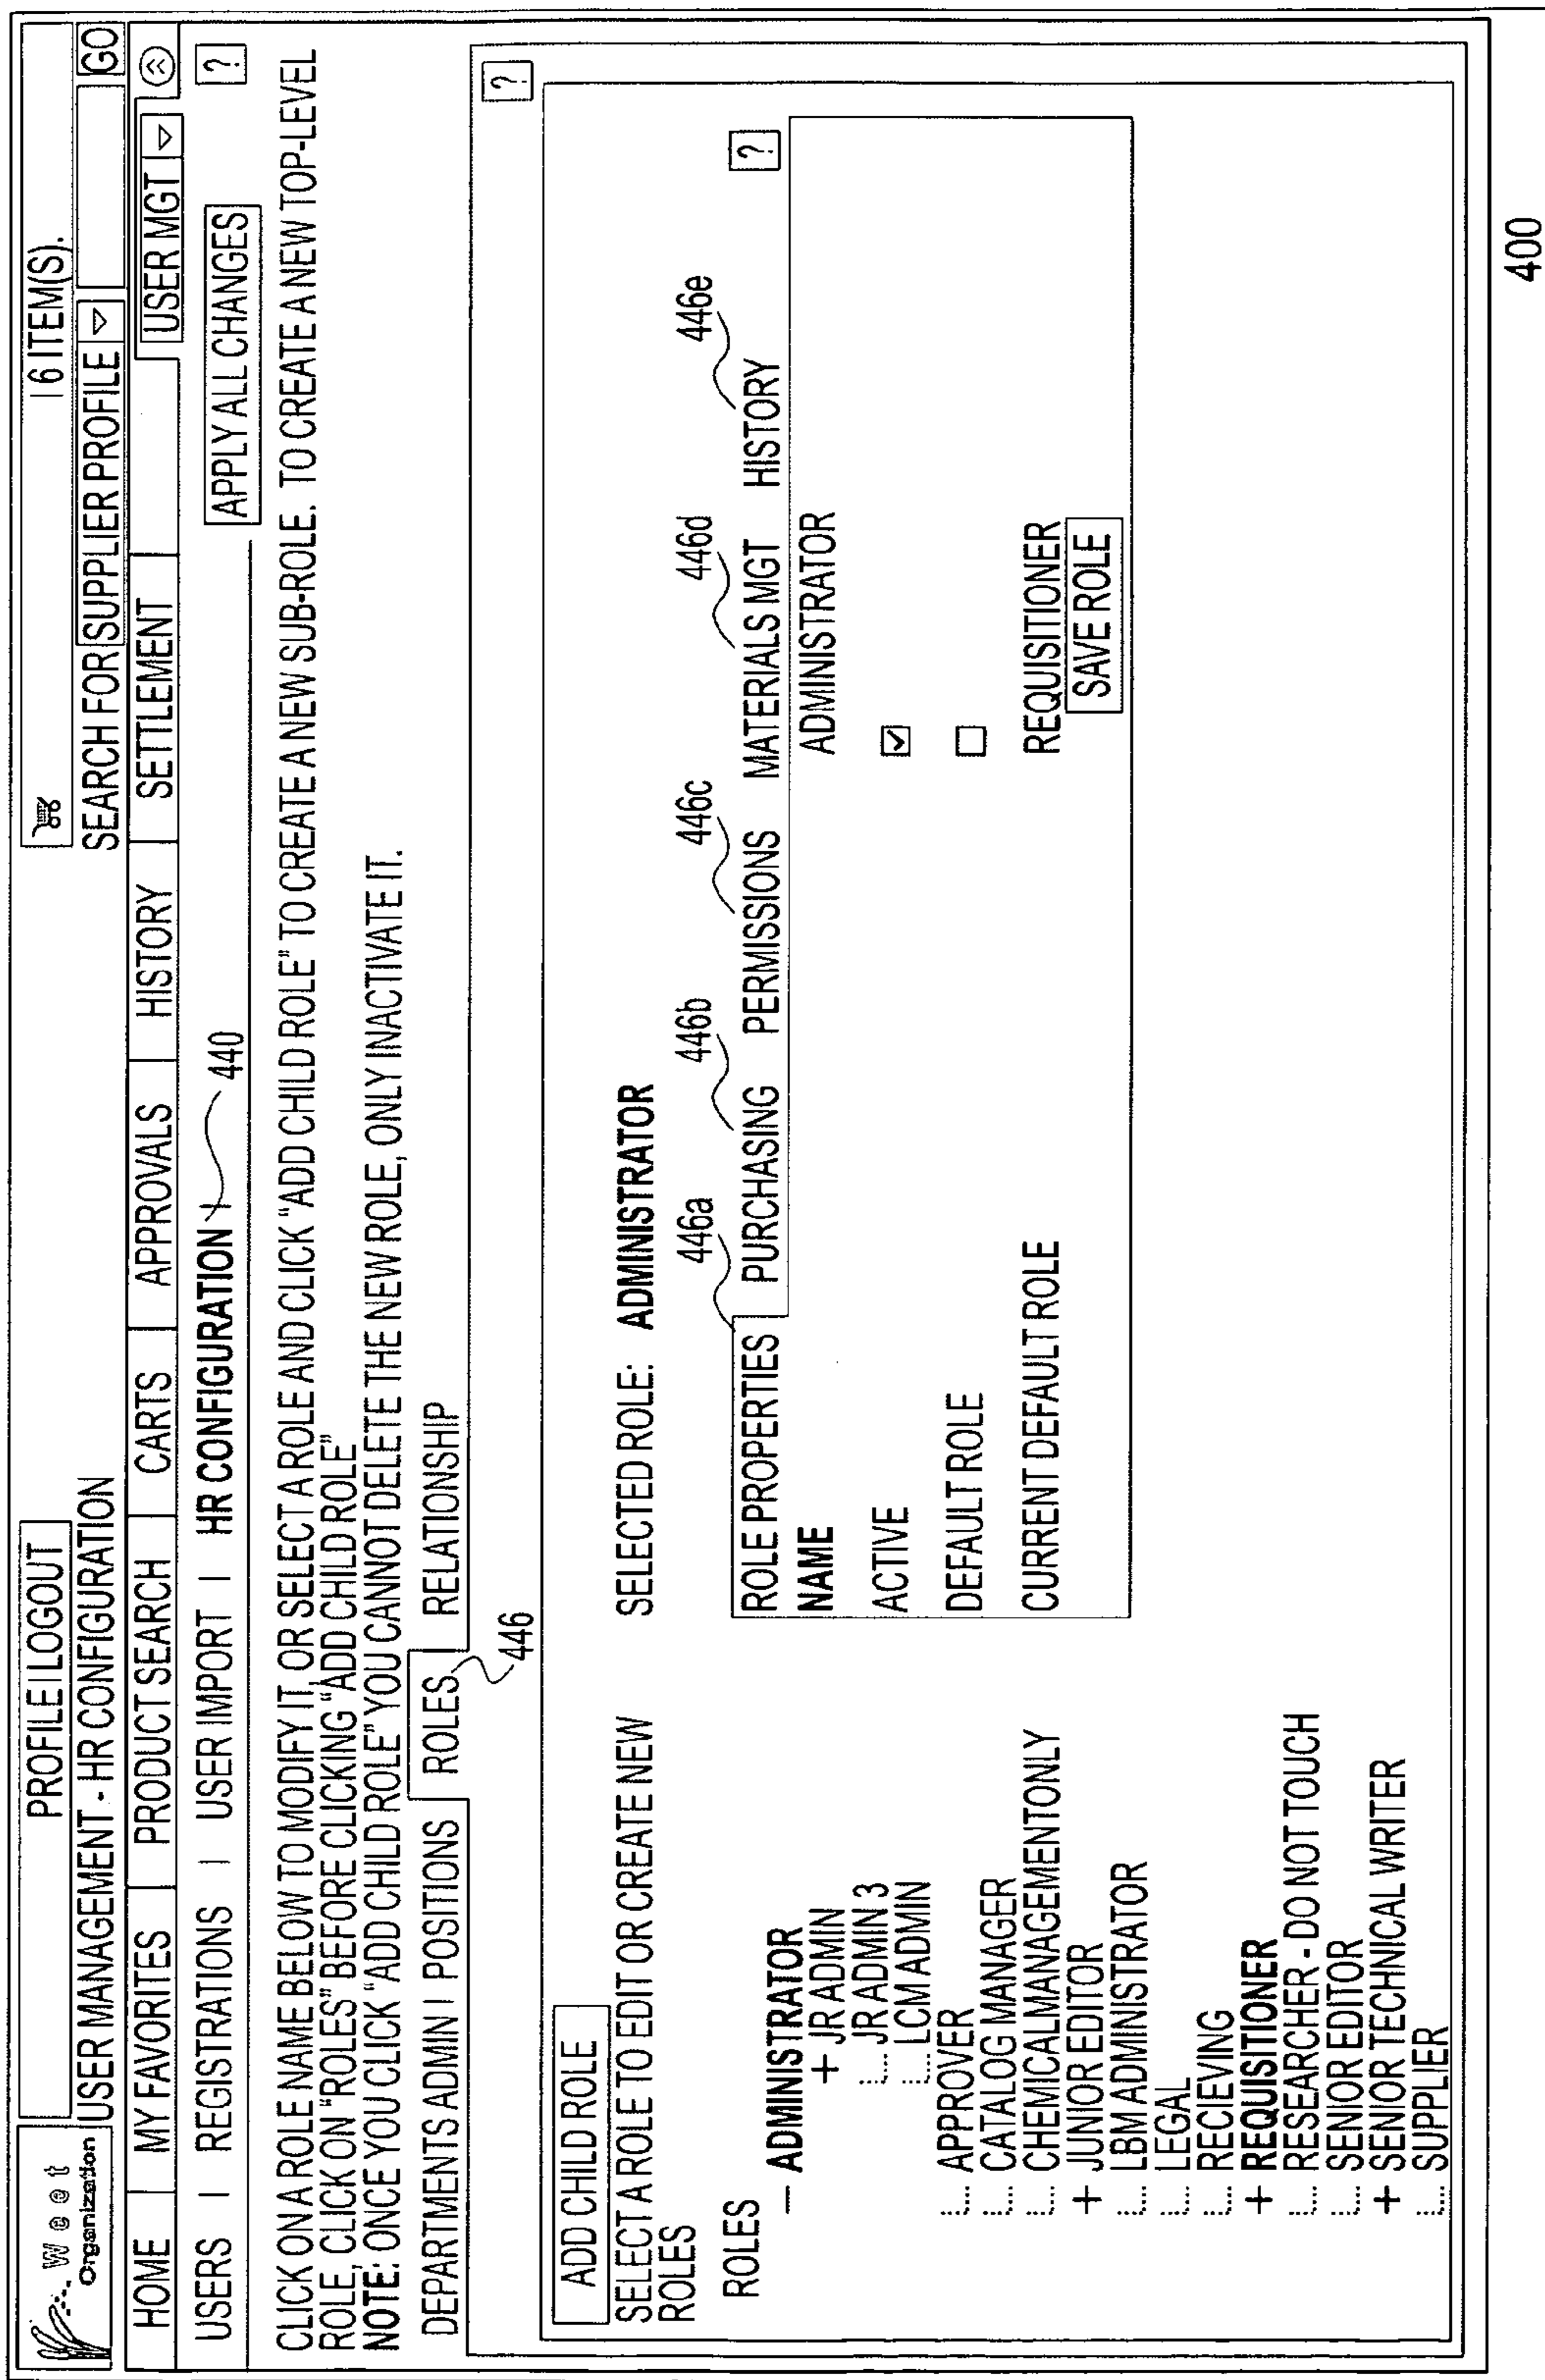 West
Organization
PROFILE | LOGOUT
| 6 ITEM(S).
USER MANAGEMENT - HR CONFIGURATION
SEARCH FOR SUPPLIER PROFILE GO
HOME MY FAVORITES PRODUCT SEARCH CARTS APPROVALS HISTORY SETTLEMENT USER MGT
USERS | REGISTRATIONS | USER IMPORT | HR CONFIGURATION | 440
APPLY ALL CHANGES ?
CLICK ON A ROLE NAME BELOW TO MODIFY IT, OR SELECT A ROLE AND CLICK "ADD CHILD ROLE" TO CREATE A NEW SUB-ROLE. TO CREATE A NEW TOP-LEVEL
ROLE, CLICK ON "ROLES" BEFORE CLICKING "ADD CHILD ROLE"
NOTE: ONCE YOU CLICK "ADD CHILD ROLE" YOU CANNOT DELETE THE NEW ROLE, ONLY INACTIVATE IT.
DEPARTMENTS ADMIN | POSITIONS ROLES RELATIONSHIP
446
?
ADD CHILD ROLE
SELECT A ROLE TO EDIT OR CREATE NEW
ROLES
ROLES
— ADMINISTRATOR
+ JR ADMIN
JR ADMIN 3
LCM ADMIN
APPROVER
CATALOG MANAGER
CHEMICALMANAGEMENTONLY
+ JUNIOR EDITOR
LBM ADMINISTRATOR
LEGAL
RECIEVING
+ REQUISITIONER
RESEARCHER - DO NOT TOUCH
SENIOR EDITOR
+ SENIOR TECHNICAL WRITER
SUPPLIER
SELECTED ROLE: ADMINISTRATOR
446a 446b 446c 446d 446e
ROLE PROPERTIES PURCHASING PERMISSIONS MATERIALS MGT HISTORY ?
NAME ADMINISTRATOR
ACTIVE
DEFAULT ROLE
CURRENT DEFAULT ROLE REQUISITIONER
SAVE ROLE
400